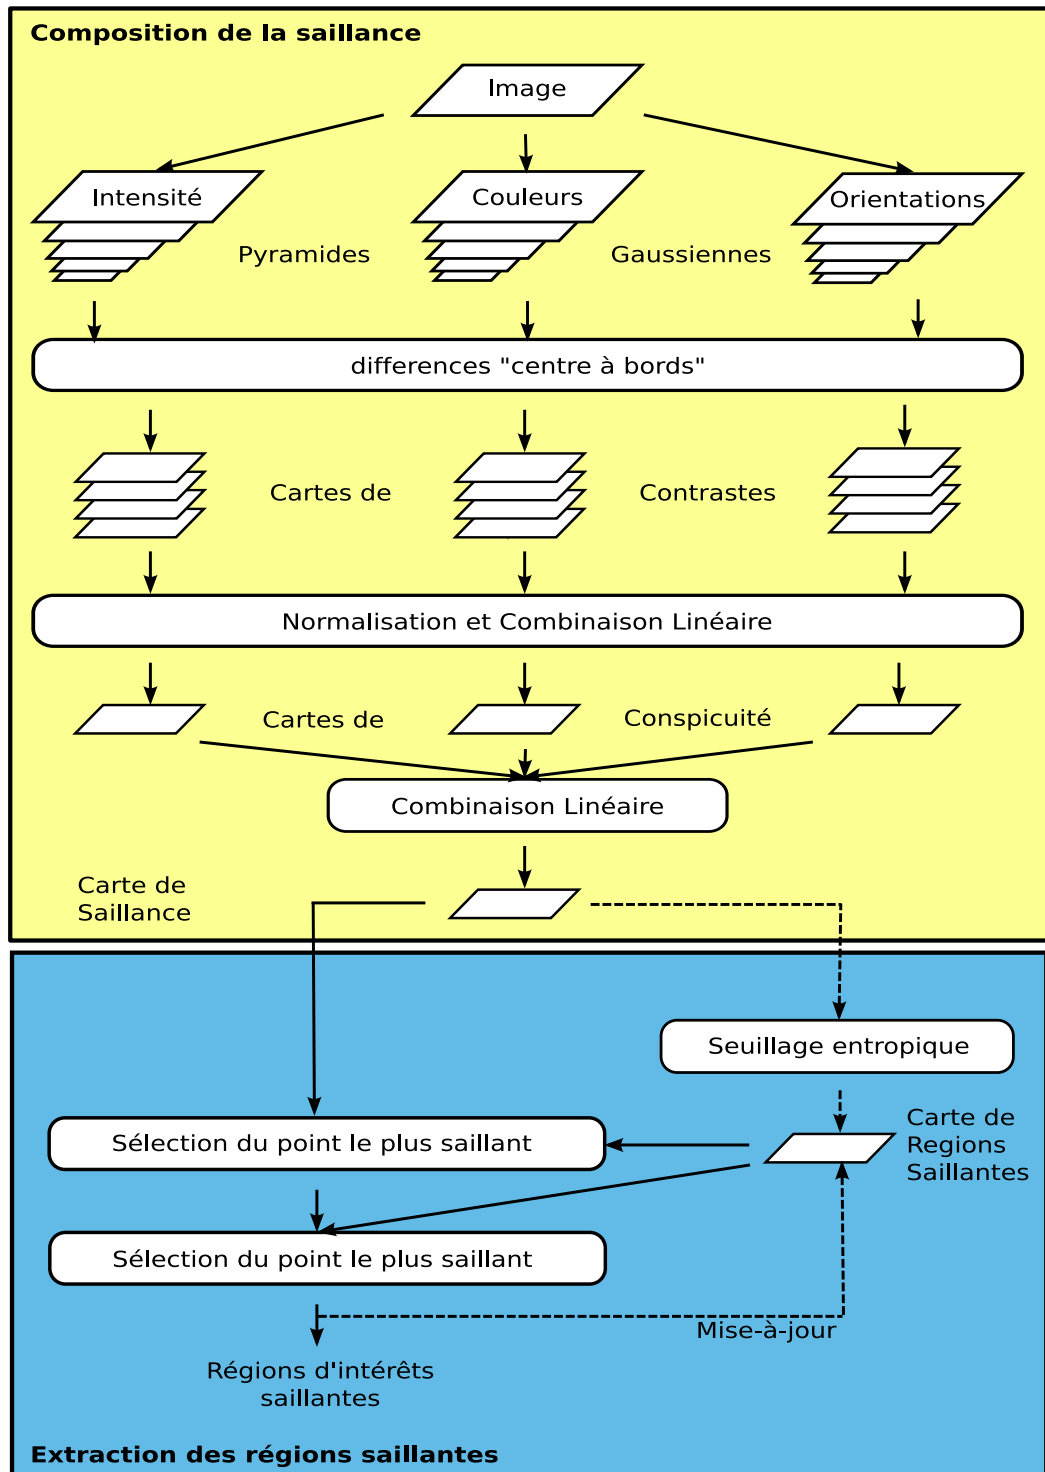 Composition de la saillance
Image
Intensité
Couleurs
Orientations
Pyramides
Gaussiennes
differences "centre à bords"
Cartes de
Contrastes
Normalisation et Combinaison Linéaire
Cartes de
Conspicuité
Combinaison Linéaire
Carte de
Saillance
Seuillage entropique
Carte de
Regions
Saillantes
Sélection du point le plus saillant
Sélection du point le plus saillant
Mise-à-jour
Régions d'intérêts
saillantes
Extraction des régions saillantes